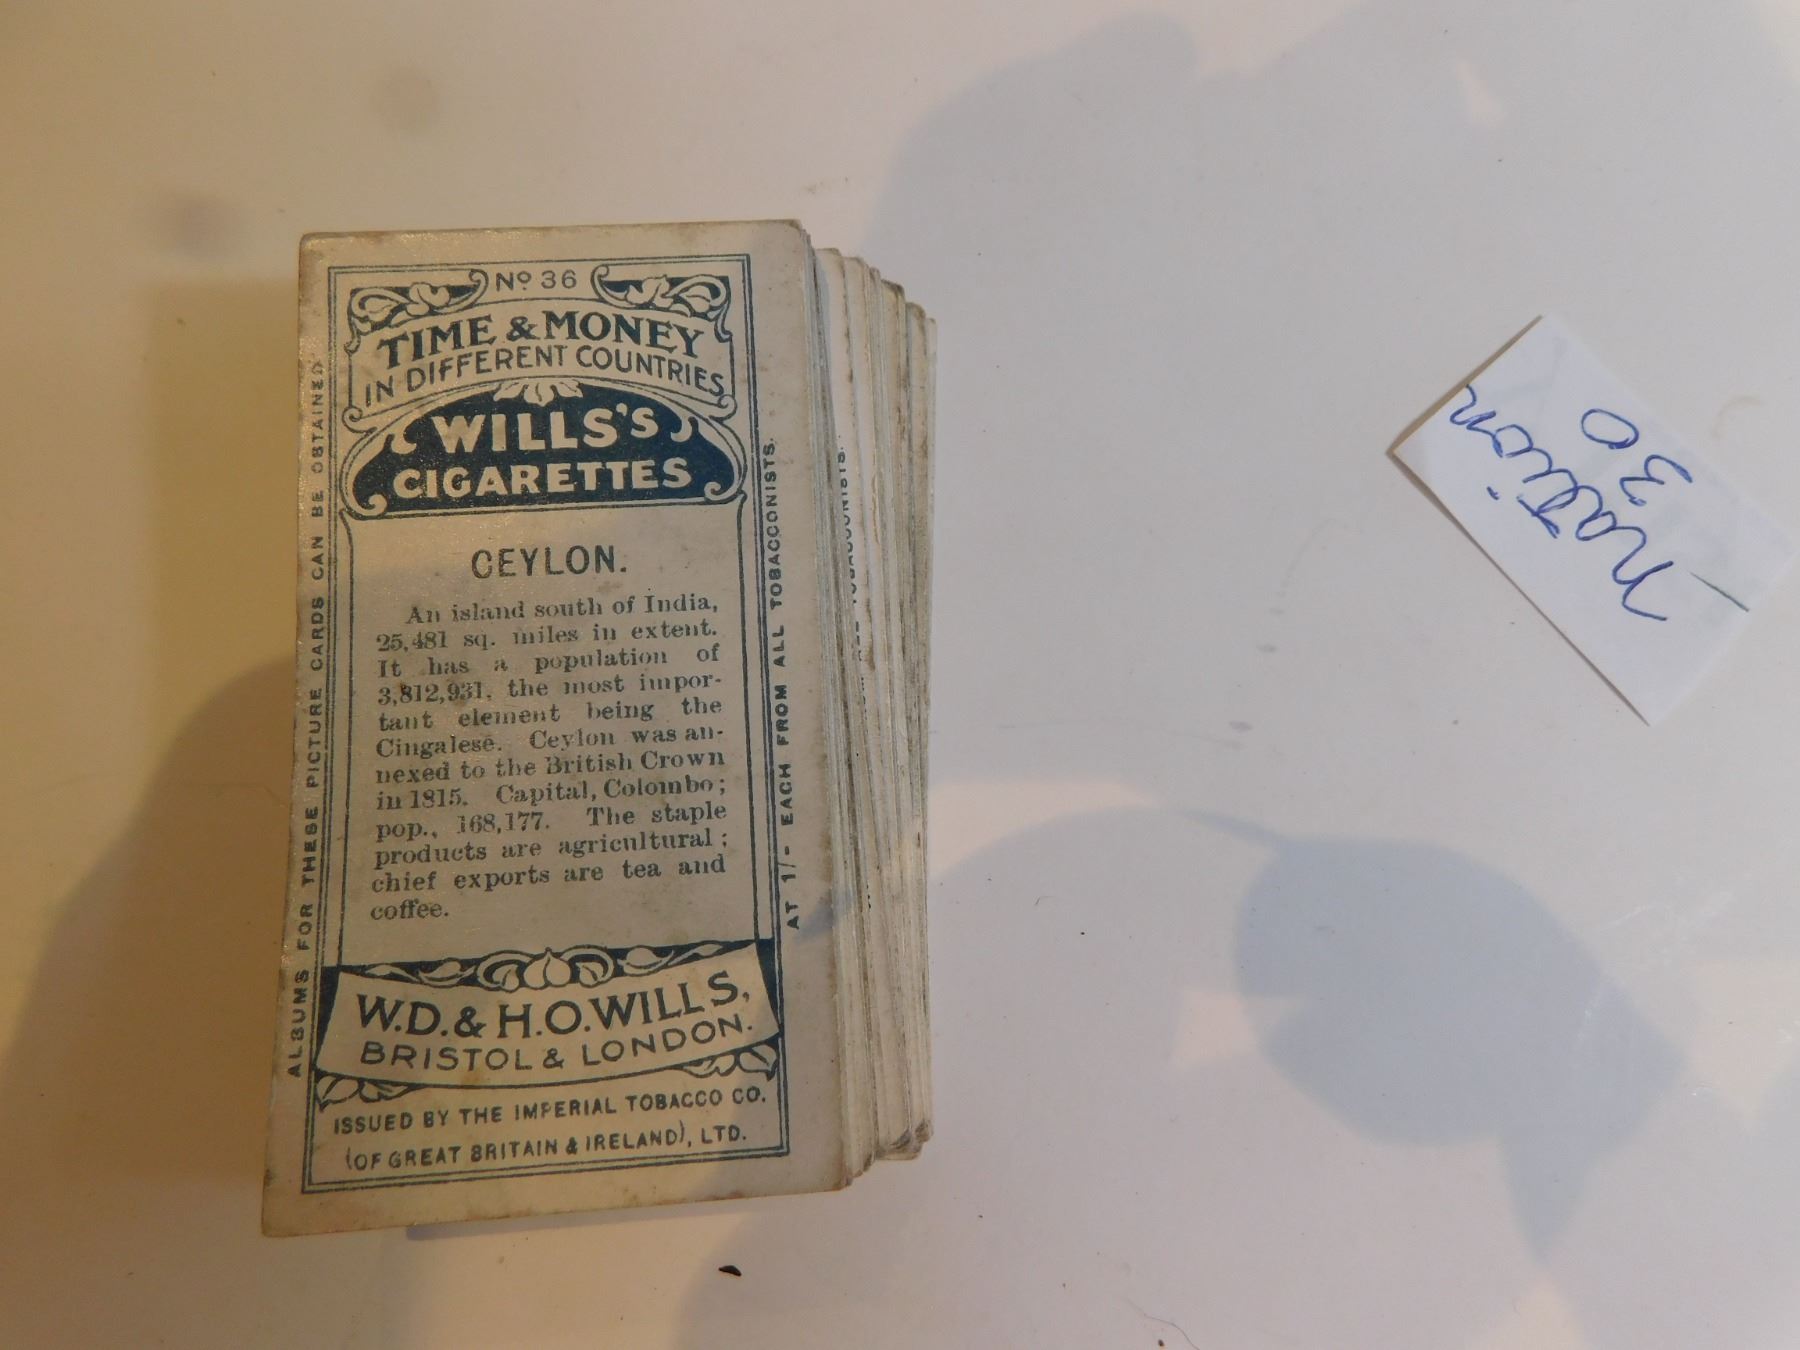 No 36
TIME & MONEY
IN DIFFERENT COUNTRIES
WILLS'S
CIGARETTES
CEYLON.
An island south of India,
25,481 sq. miles in extent.
It has a population of
3,812,931, the most impor-
tant element being the
Cingalese. Ceylon was an-
nexed to the British Crown
in 1815. Capital, Colombo;
pop., 168,177. The staple
products are agricultural;
chief exports are tea and
coffee.
W.D. & H.O. WILLS,
BRISTOL & LONDON.
ISSUED BY THE IMPERIAL TOBACCO CO.
(OF GREAT BRITAIN & IRELAND), LTD.
ALBUMS FOR THESE PICTURE CARDS CAN BE OBTAINED
AT 1/- EACH FROM ALL TOBACCONISTS.
TOBACCONISTS.
Nation
30